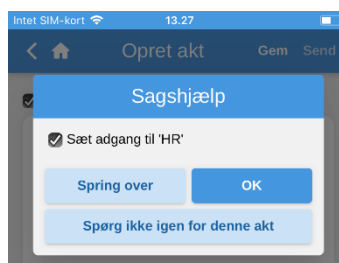 Intet SIM-kort 13.27
Opret akt Gem Send
Sagshjælp
Sæt adgang til 'HR'
Spring over OK
Spørg ikke igen for denne akt